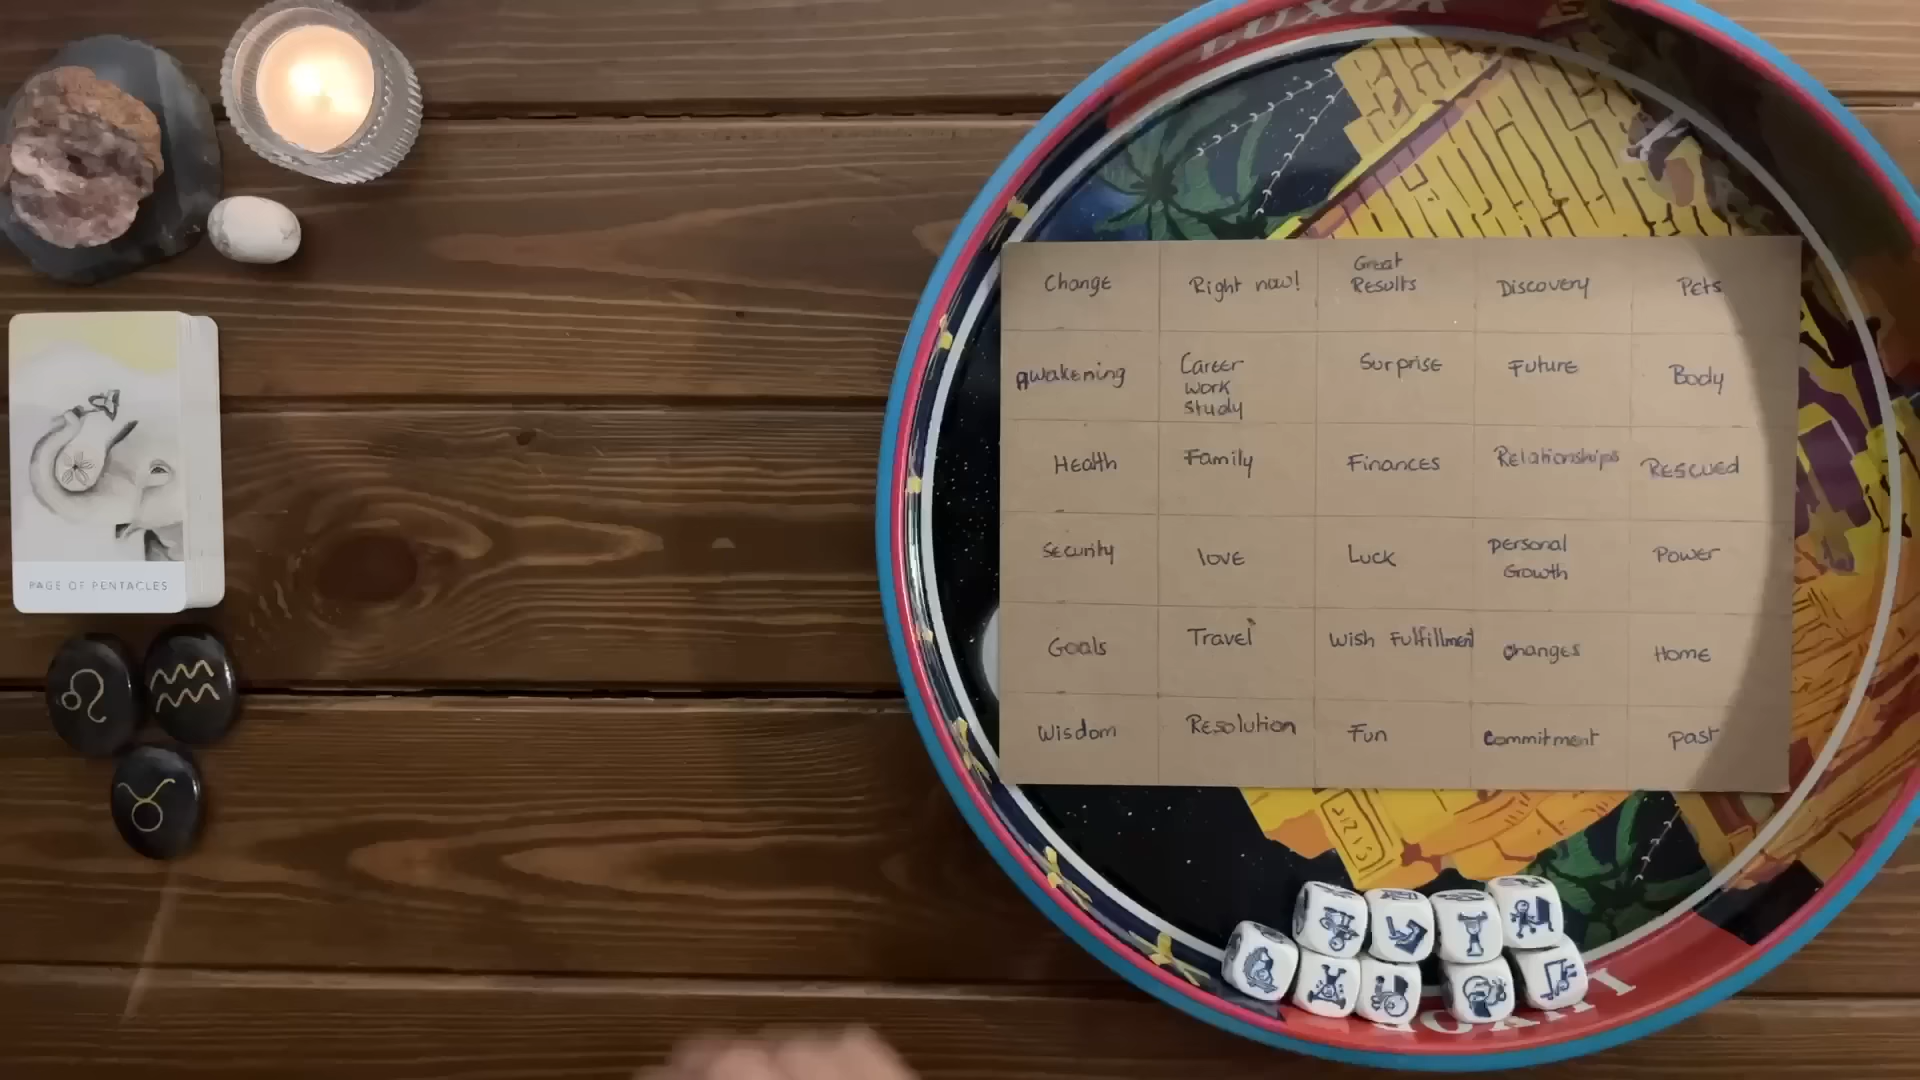 LUXOR
Change
Right now!
Great
Results
Discovery
Pets
Awakening
Career
work
study
Surprise
Future
Body
Health
Family
Finances
Relationships
Rescued
Security
love
Luck
personal
Growth
Power
Goals
Travel
Wish Fulfillment
changes
Home
Wisdom
Resolution
Fun
Commitment
past
PAGE OF PENTACLES
LUXOR